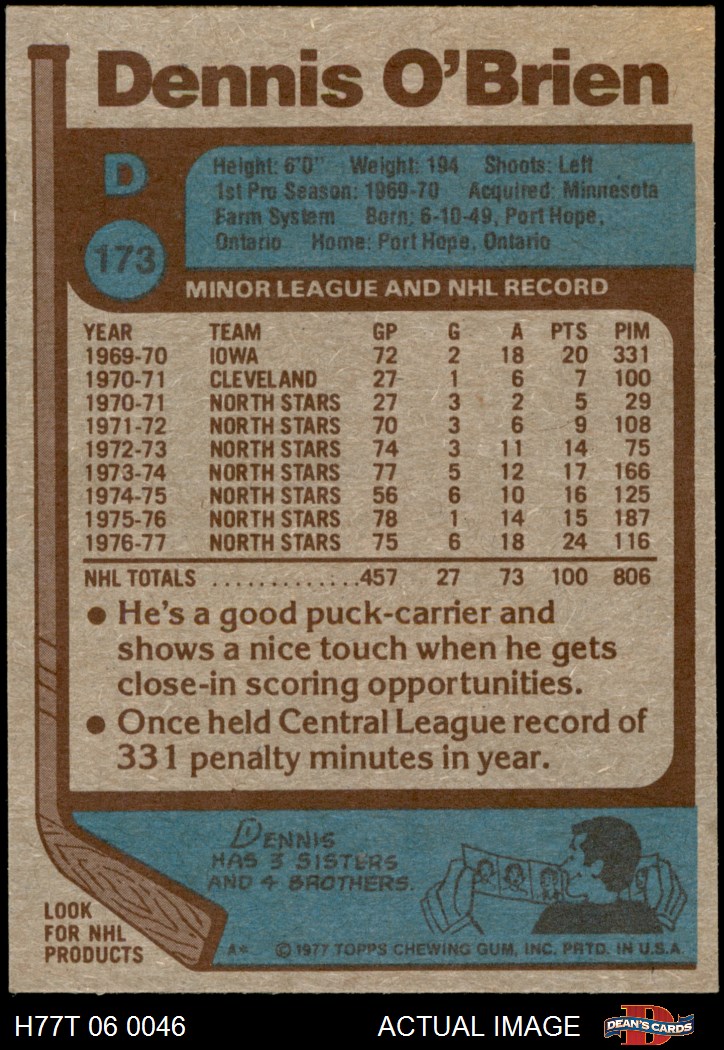 Dennis O'Brien
D
173
Height: 6'0" Weight: 194 Shoots: Left
1st Pro Season: 1969-70 Acquired: Minnesota
Farm System Born: 6-10-49, Port Hope,
Ontario Home: Port Hope, Ontario
MINOR LEAGUE AND NHL RECORD
YEAR TEAM GP G A PTS PIM
1969-70 IOWA 72 2 18 20 331
1970-71 CLEVELAND 27 1 6 7 100
1970-71 NORTH STARS 27 3 2 5 29
1971-72 NORTH STARS 70 3 6 9 108
1972-73 NORTH STARS 74 3 11 14 75
1973-74 NORTH STARS 77 5 12 17 166
1974-75 NORTH STARS 56 6 10 16 125
1975-76 NORTH STARS 78 1 14 15 187
1976-77 NORTH STARS 75 6 18 24 116
NHL TOTALS .............457 27 73 100 806
● He's a good puck-carrier and
shows a nice touch when he gets
close-in scoring opportunities.
● Once held Central League record of
331 penalty minutes in year.
DENNIS
HAS 3 SISTERS
AND 4 BROTHERS.
LOOK
FOR NHL
PRODUCTS
A* © 1977 TOPPS CHEWING GUM, INC. PRTD. IN U.S.A.
H77T 06 0046 ACTUAL IMAGE D DEAN'S CARDS